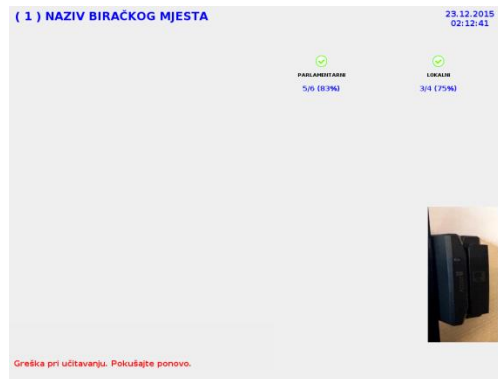 ( 1 ) NAZIV BIRAČKOG MJESTA
23.12.2015
02:12:41
PARLAMENTARNI
LOKALNI
5/6 (83%)
3/4 (75%)
Greška pri učitavanju. Pokušajte ponovo.